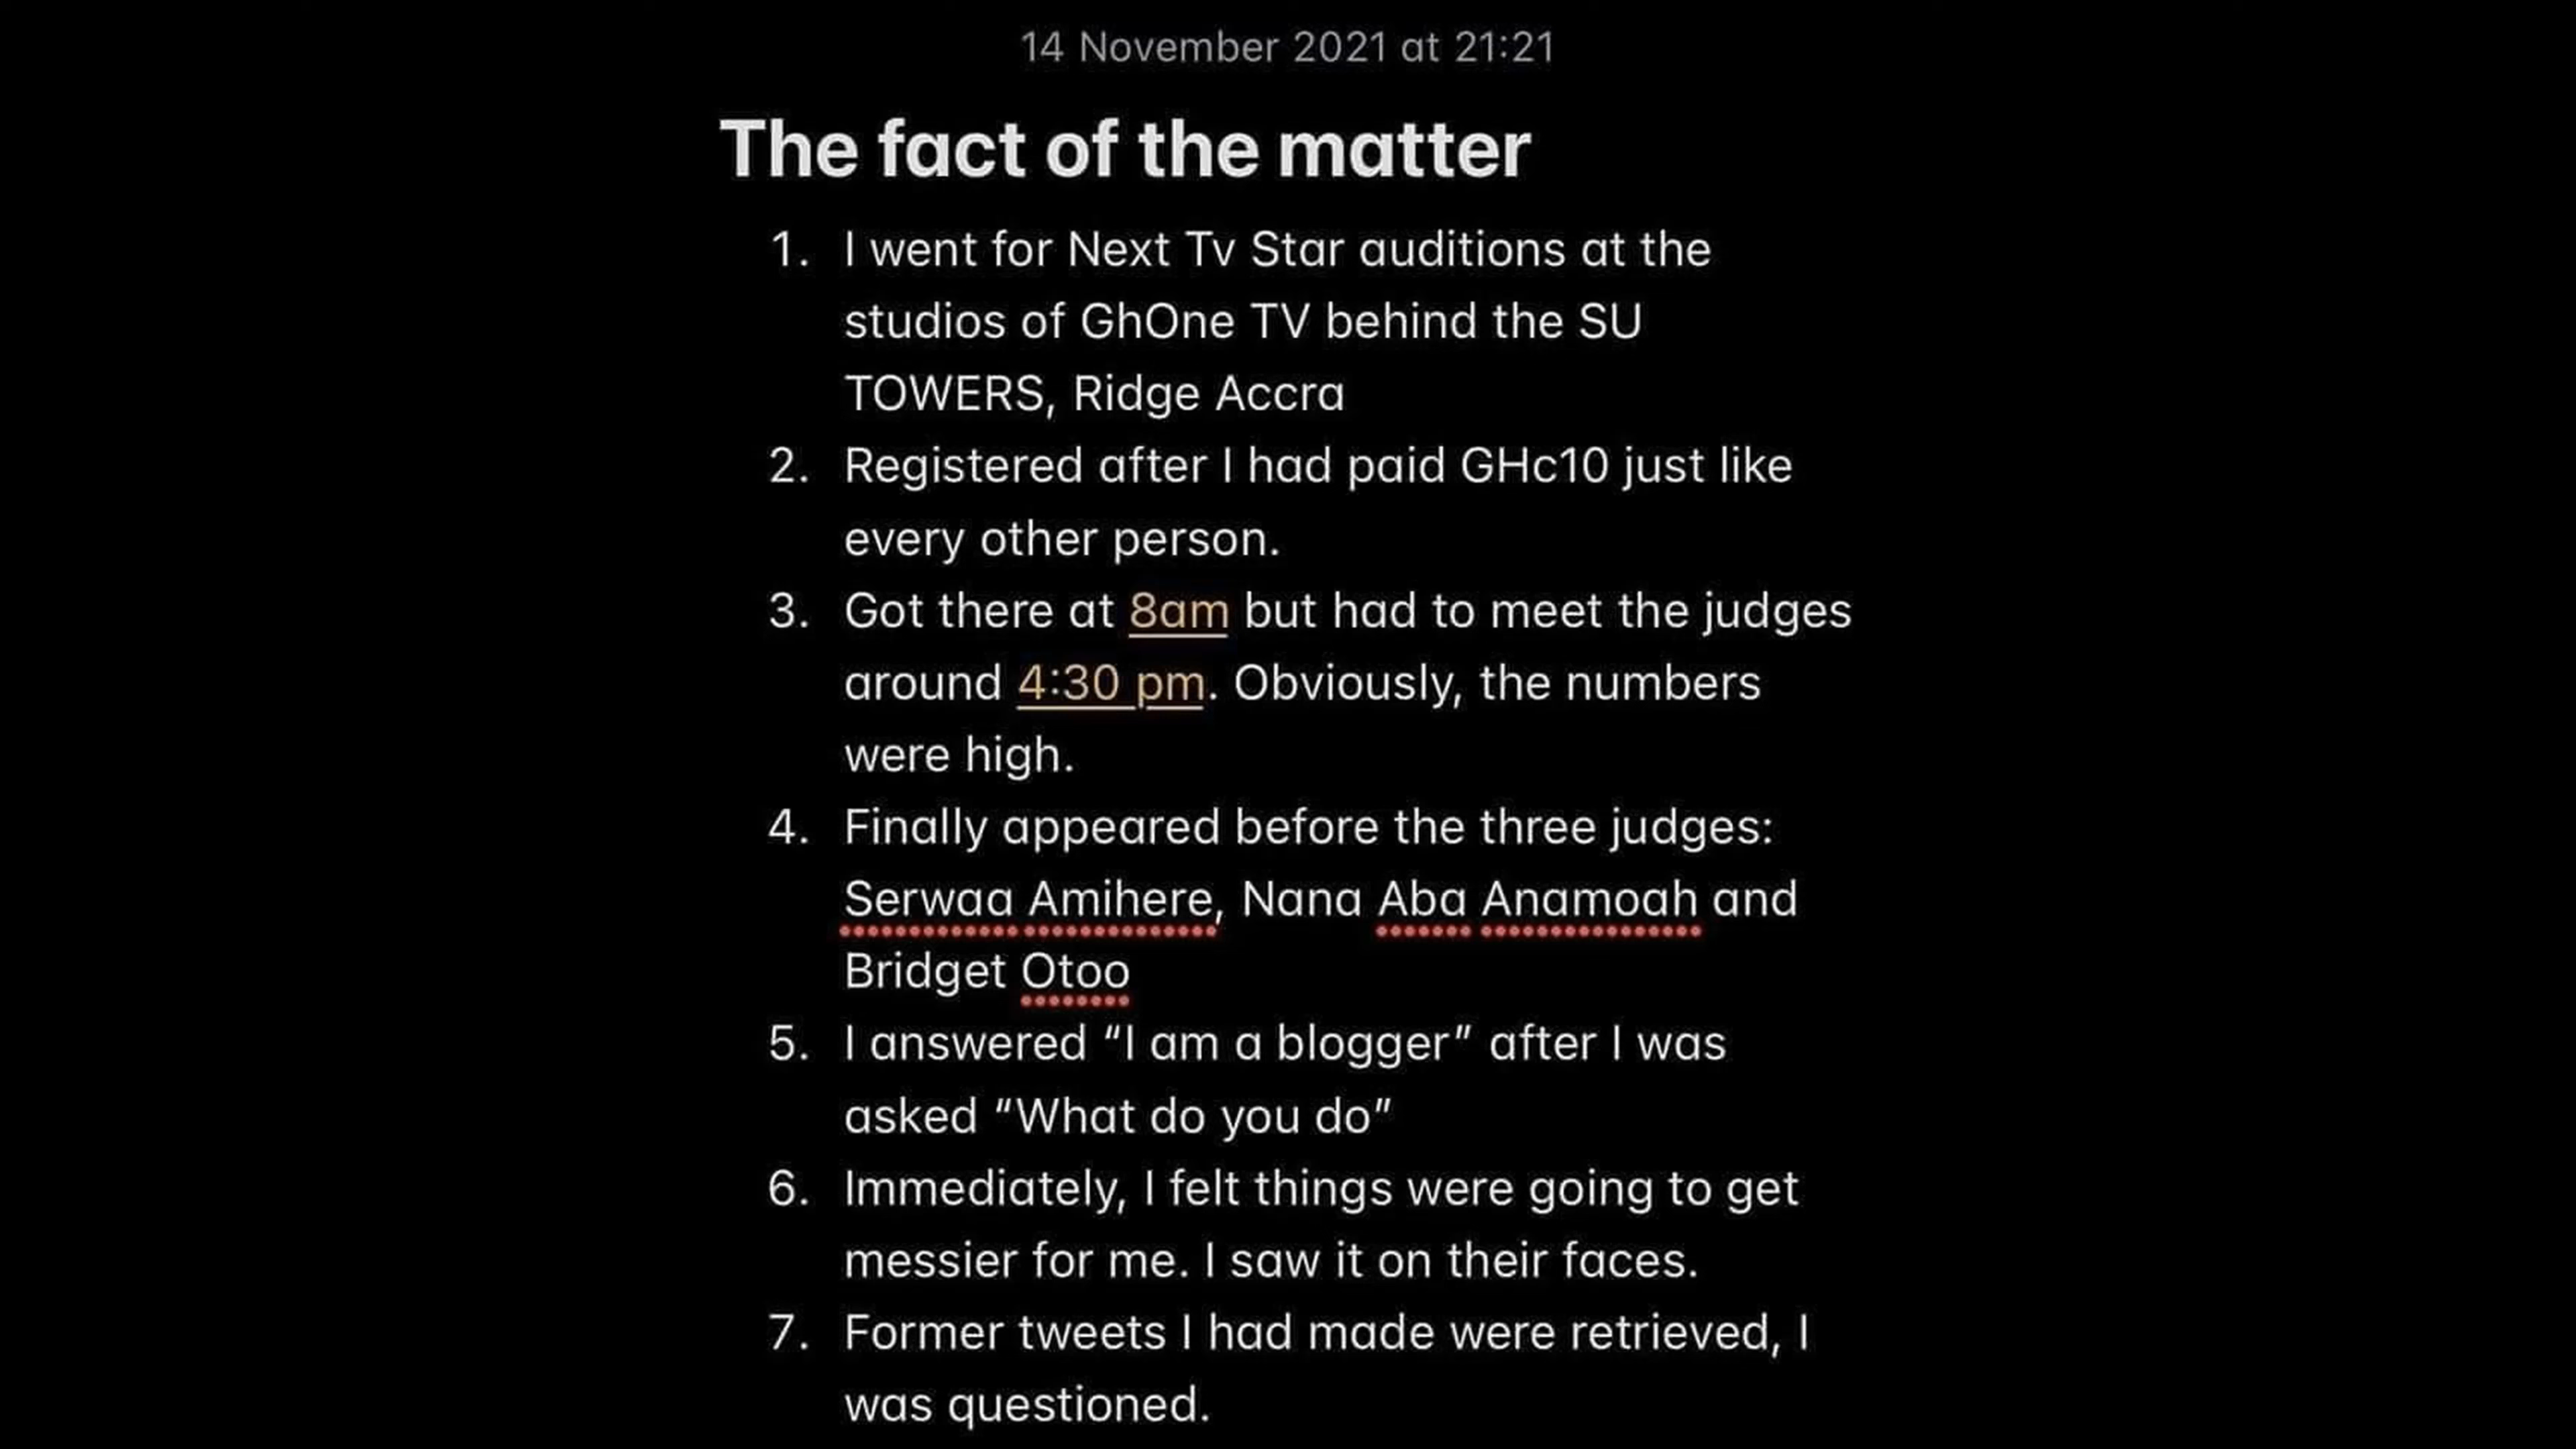 14 November 2021 at 21:21
The fact of the matter
1. I went for Next Tv Star auditions at the
studios of GhOne TV behind the SU
TOWERS, Ridge Accra
2. Registered after I had paid GHc10 just like
every other person.
3. Got there at 8am but had to meet the judges
around 4:30 pm. Obviously, the numbers
were high.
4. Finally appeared before the three judges:
Serwaa Amihere, Nana Aba Anamoah and
Bridget Otoo
5. I answered “I am a blogger” after I was
asked “What do you do”
6. Immediately, I felt things were going to get
messier for me. I saw it on their faces.
7. Former tweets I had made were retrieved, I
was questioned.